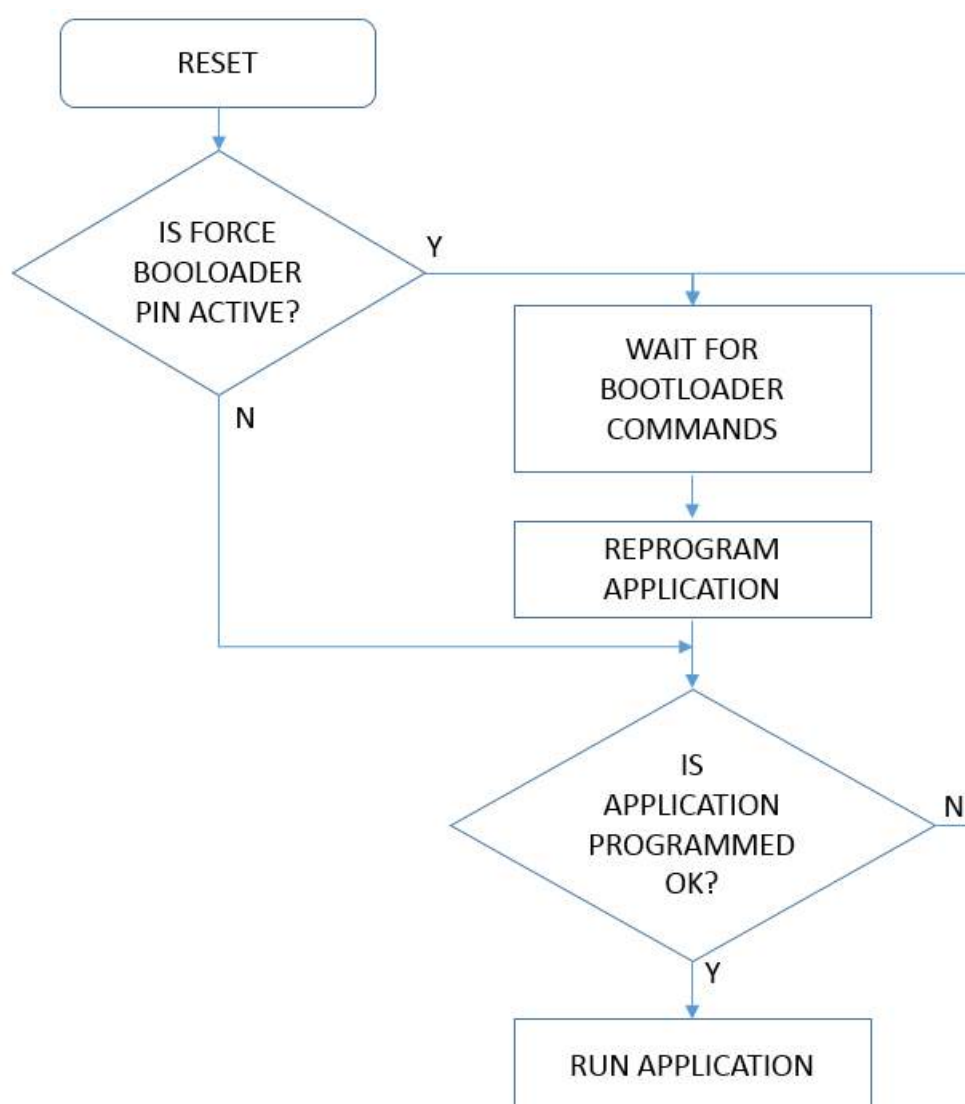 RESET
IS FORCE
BOOLOADER
PIN ACTIVE?
Y
N
WAIT FOR
BOOTLOADER
COMMANDS
REPROGRAM
APPLICATION
IS
APPLICATION
PROGRAMMED
OK?
N
Y
RUN APPLICATION